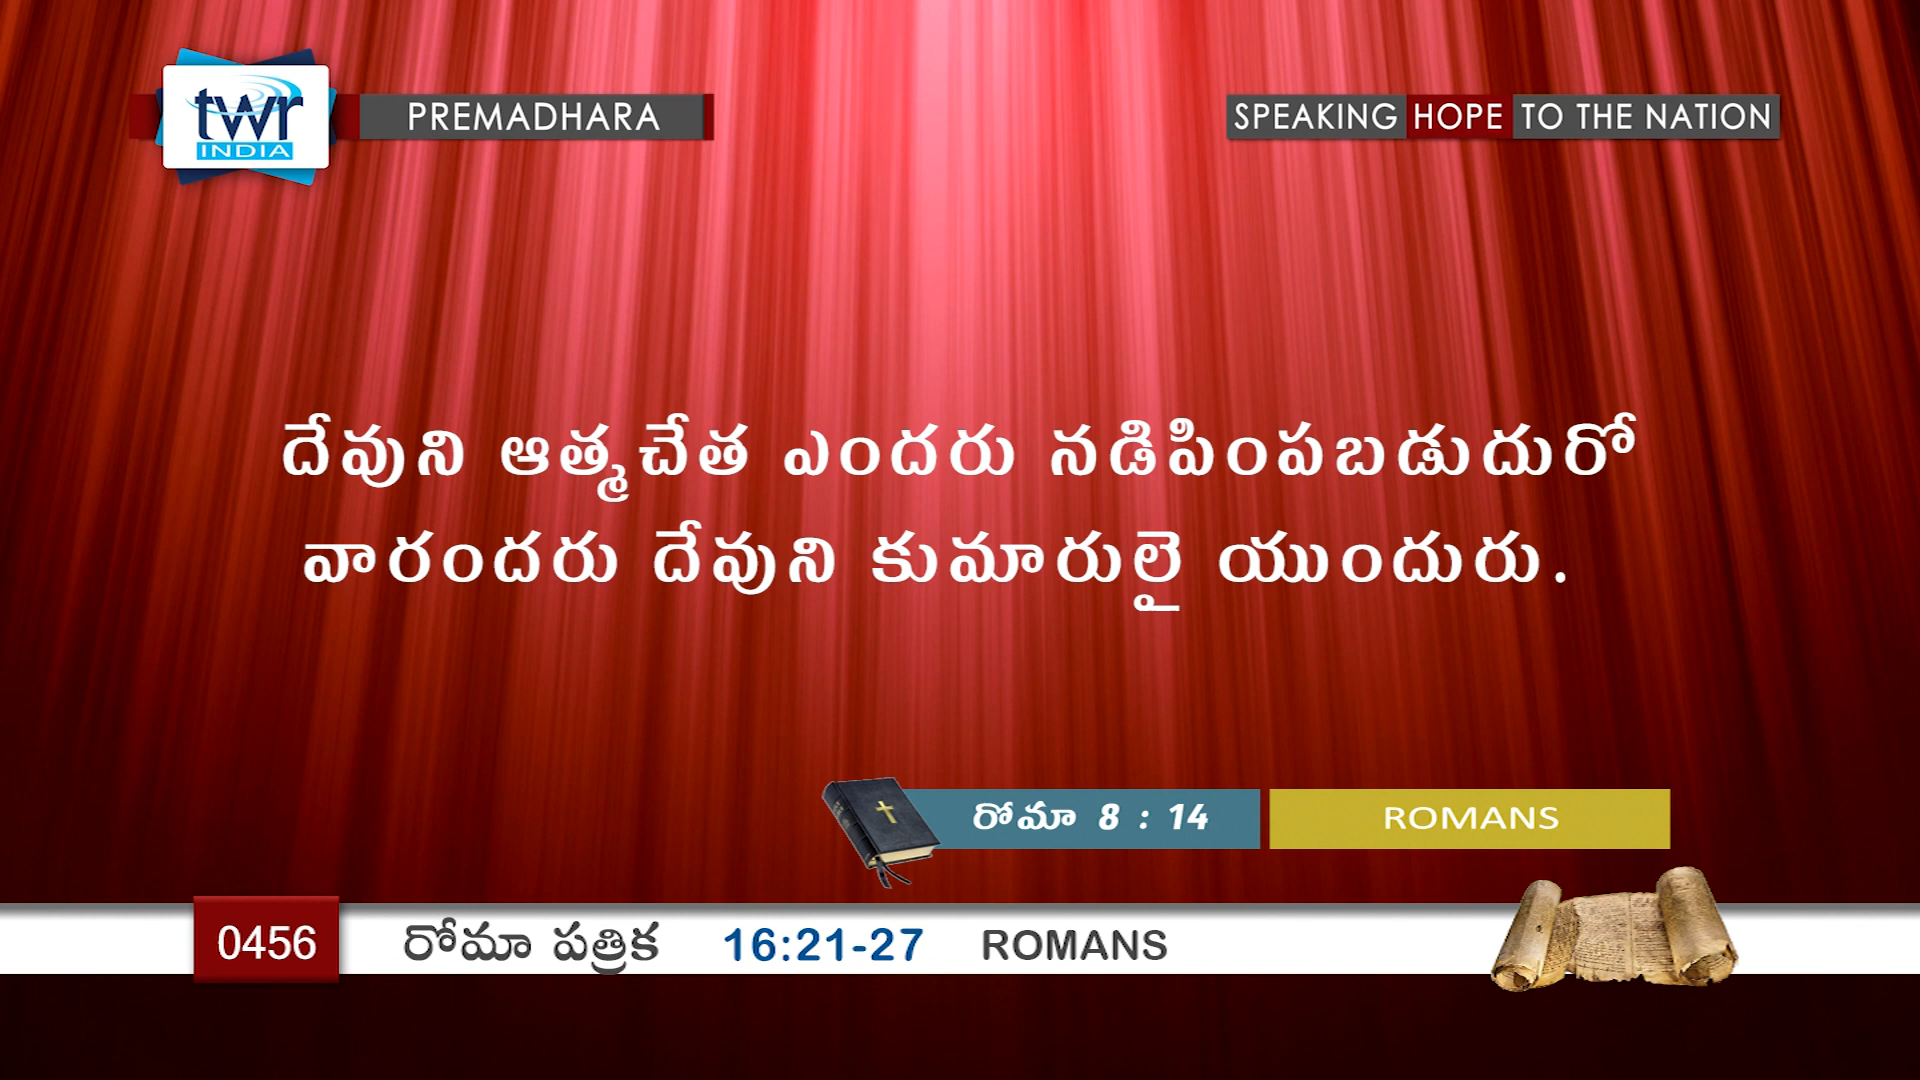 twr
INDIA
PREMADHARA
SPEAKING HOPE TO THE NATION
దేవుని ఆత్మచేత ఎందరు నడిపింపబడుదురో
వారందరు దేవుని కుమారులై యుందురు.
రోమా 8 : 14
ROMANS
0456 రోమా పత్రిక 16:21-27 ROMANS